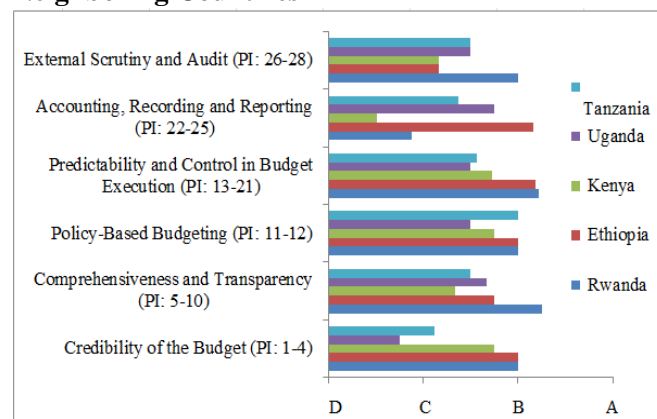 External Scrutiny and Audit (PI: 26-28)
Accounting, Recording and Reporting
(PI: 22-25)
Predictability and Control in Budget
Execution (PI: 13-21)
Policy-Based Budgeting (PI: 11-12)
Comprehensiveness and Transparency
(PI: 5-10)
Credibility of the Budget (PI: 1-4)
D C B A
Tanzania
Uganda
Kenya
Ethiopia
Rwanda